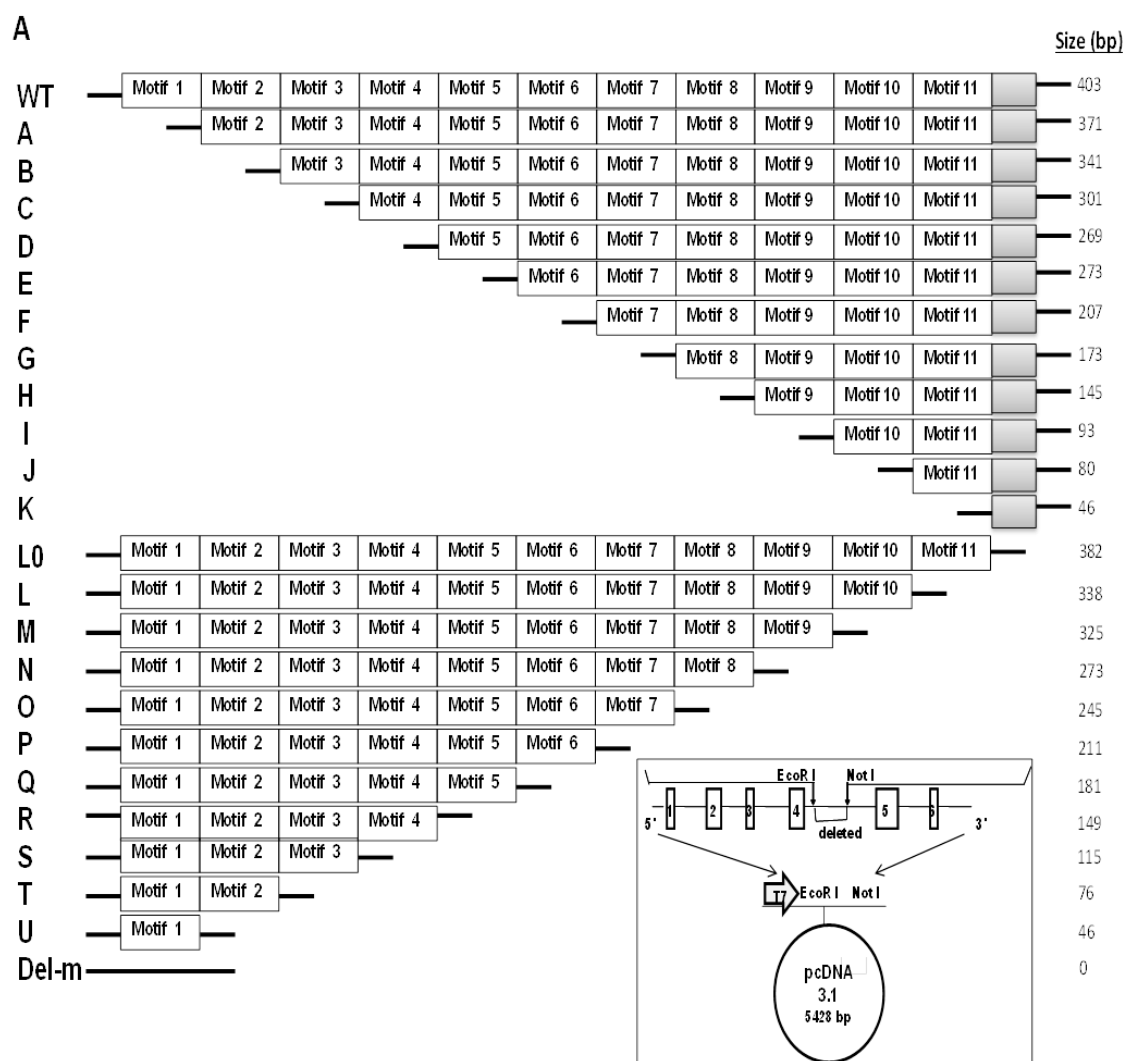 A
Size (bp)
WT Motif 1 Motif 2 Motif 3 Motif 4 Motif 5 Motif 6 Motif 7 Motif 8 Motif 9 Motif 10 Motif 11 403
A Motif 2 Motif 3 Motif 4 Motif 5 Motif 6 Motif 7 Motif 8 Motif 9 Motif 10 Motif 11 371
B Motif 3 Motif 4 Motif 5 Motif 6 Motif 7 Motif 8 Motif 9 Motif 10 Motif 11 341
C Motif 4 Motif 5 Motif 6 Motif 7 Motif 8 Motif 9 Motif 10 Motif 11 301
D Motif 5 Motif 6 Motif 7 Motif 8 Motif 9 Motif 10 Motif 11 269
E Motif 6 Motif 7 Motif 8 Motif 9 Motif 10 Motif 11 273
F Motif 7 Motif 8 Motif 9 Motif 10 Motif 11 207
G Motif 8 Motif 9 Motif 10 Motif 11 173
H Motif 9 Motif 10 Motif 11 145
I Motif 10 Motif 11 93
J Motif 11 80
K 46
L0 Motif 1 Motif 2 Motif 3 Motif 4 Motif 5 Motif 6 Motif 7 Motif 8 Motif 9 Motif 10 Motif 11 382
L Motif 1 Motif 2 Motif 3 Motif 4 Motif 5 Motif 6 Motif 7 Motif 8 Motif 9 Motif 10 338
M Motif 1 Motif 2 Motif 3 Motif 4 Motif 5 Motif 6 Motif 7 Motif 8 Motif 9 325
N Motif 1 Motif 2 Motif 3 Motif 4 Motif 5 Motif 6 Motif 7 Motif 8 273
O Motif 1 Motif 2 Motif 3 Motif 4 Motif 5 Motif 6 Motif 7 245
P Motif 1 Motif 2 Motif 3 Motif 4 Motif 5 Motif 6 211
Q Motif 1 Motif 2 Motif 3 Motif 4 Motif 5 181
R Motif 1 Motif 2 Motif 3 Motif 4 149
S Motif 1 Motif 2 Motif 3 115
T Motif 1 Motif 2 76
U Motif 1 46
Del-m 0
EcoR I Not I
1 2 3 4 5 6
5' deleted 3'
T7 EcoR I Not I
pcDNA
3.1
5428 bp